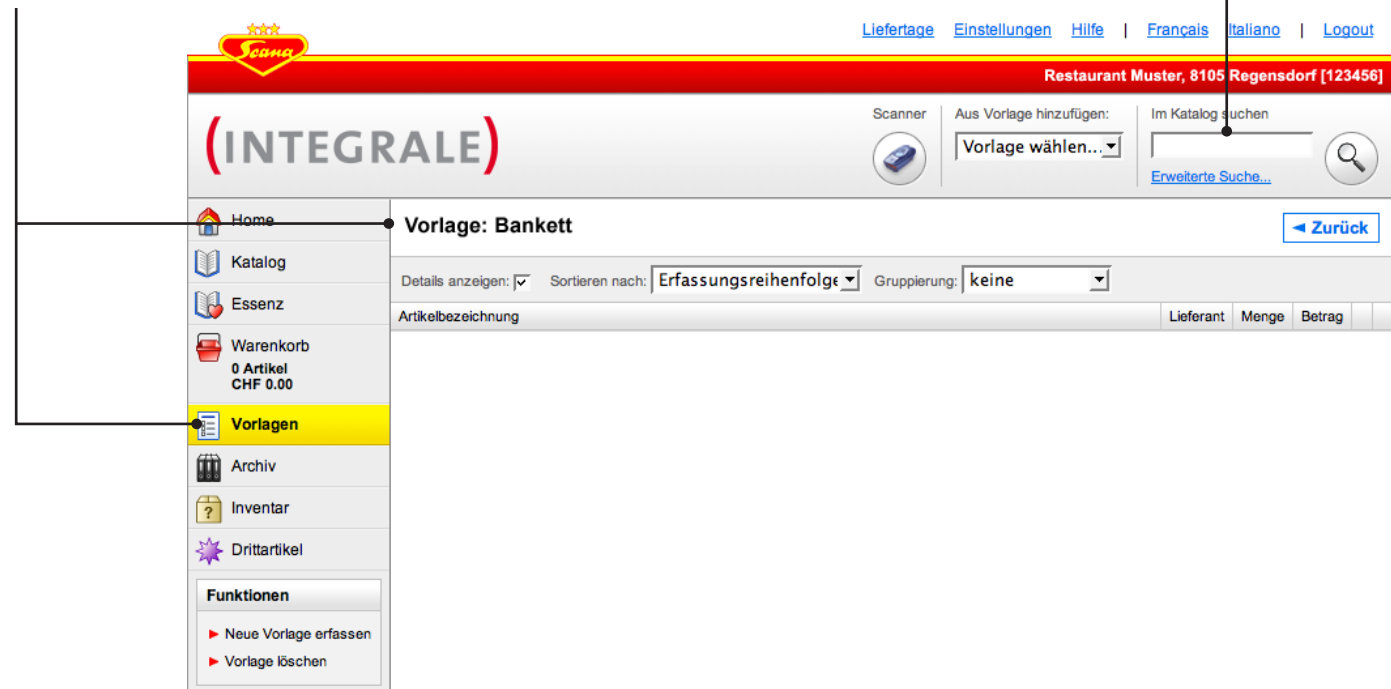 Scana
Liefertage Einstellungen Hilfe | Français Italiano | Logout
Restaurant Muster, 8105 Regensdorf [123456]
(INTEGRALE)
Scanner
Aus Vorlage hinzufügen:
Vorlage wählen...
Im Katalog suchen
Erweiterte Suche...
Home
Katalog
Essenz
Warenkorb
0 Artikel
CHF 0.00
Vorlagen
Archiv
Inventar
Drittartikel
Funktionen
Neue Vorlage erfassen
Vorlage löschen
Vorlage: Bankett
Zurück
Details anzeigen: Sortieren nach: Erfassungsreihenfolge Gruppierung: keine
Artikelbezeichnung Lieferant Menge Betrag